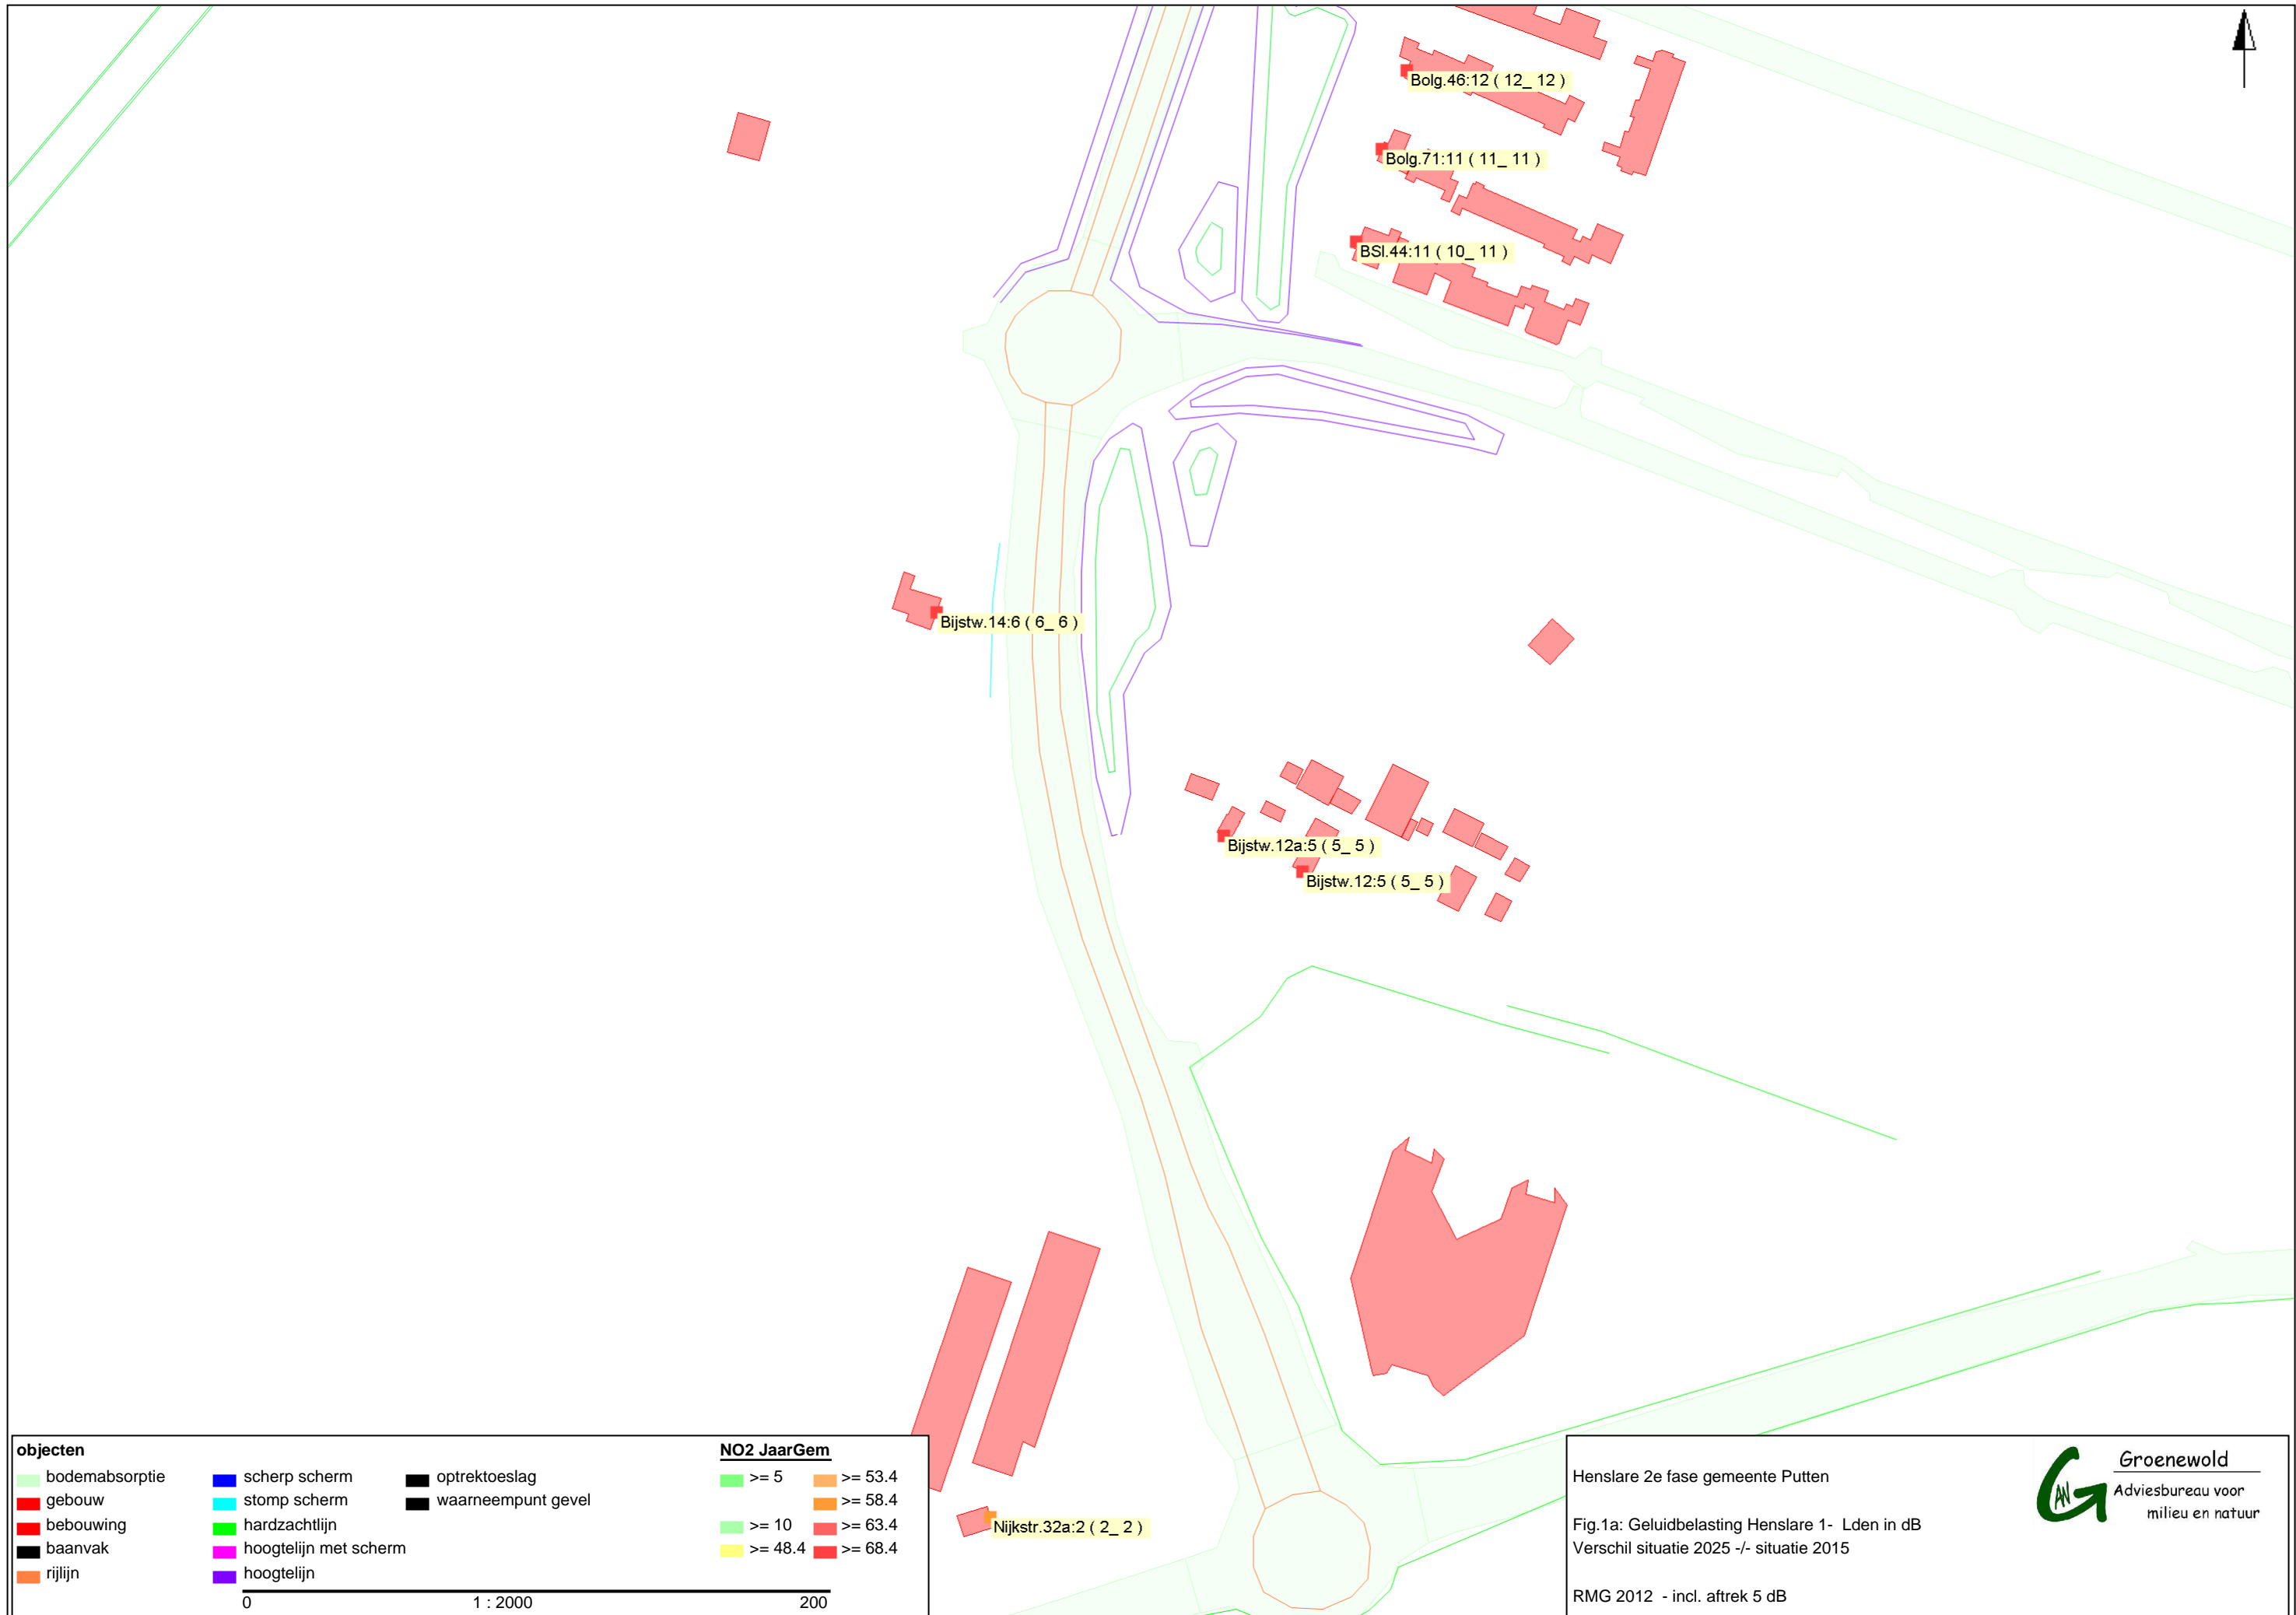 Bolg.46:12 ( 12_ 12 )
Bolg.71:11 ( 11_ 11 )
BSl.44:11 ( 10_ 11 )
Bijstw.14:6 ( 6_ 6 )
Bijstw.12a:5 ( 5_ 5 )
Bijstw.12:5 ( 5_ 5 )
Nijkstr.32a:2 ( 2_ 2 )
objecten
bodemabsorptie
gebouw
bebouwing
baanvak
rijlijn
scherp scherm
stomp scherm
hardzachtlijn
hoogtelijn met scherm
hoogtelijn
optrektoeslag
waarneempunt gevel
NO2 JaarGem
>= 5
>= 10
>= 48.4
>= 53.4
>= 58.4
>= 63.4
>= 68.4
0 1 : 2000 200
Henslare 2e fase gemeente Putten
Fig.1a: Geluidbelasting Henslare 1- Lden in dB
Verschil situatie 2025 -/- situatie 2015
RMG 2012 - incl. aftrek 5 dB
GAN
Groenewold
Adviesbureau voor
milieu en natuur